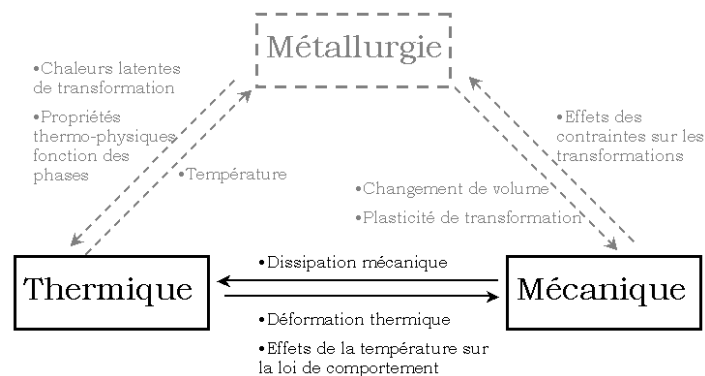 Métallurgie
•Chaleurs latentes
de transformation
•Propriétés
thermo-physiques
fonction des
phases
•Température
•Effets des
contraintes sur les
transformations
•Changement de volume
•Plasticité de transformation
Thermique
•Dissipation mécanique
Mécanique
•Déformation thermique
•Effets de la température sur
la loi de comportement